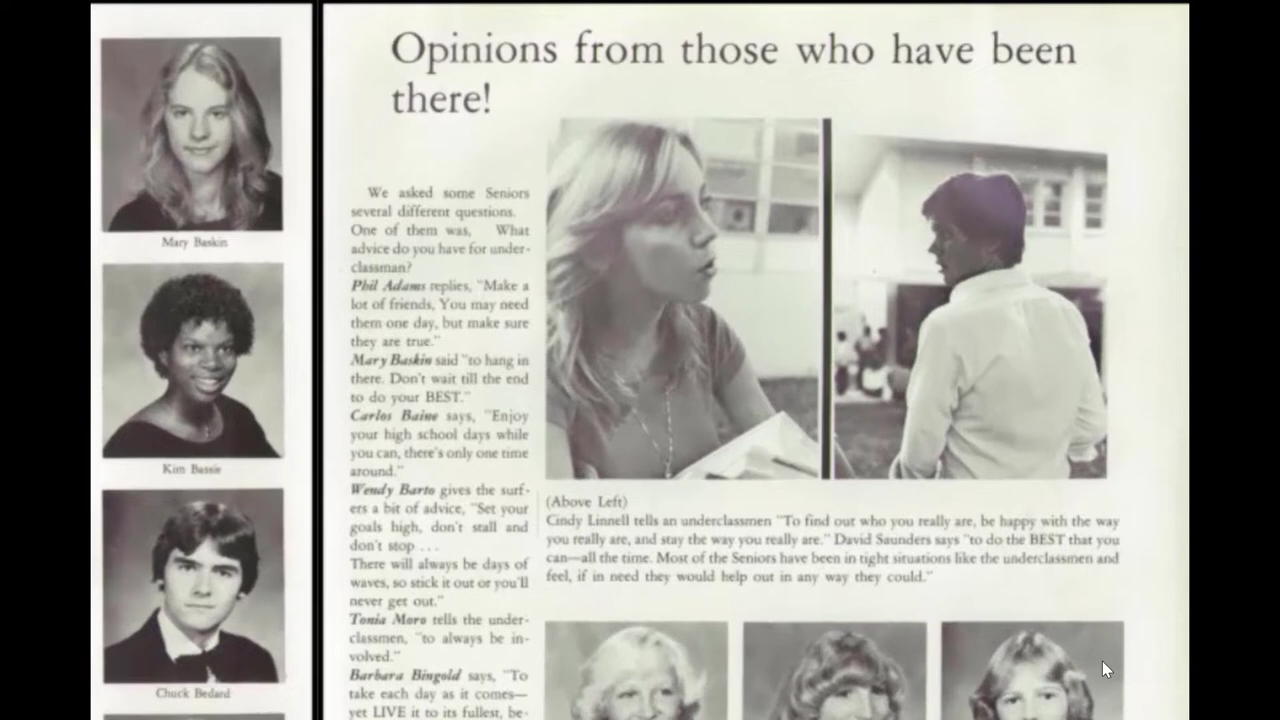 Opinions from those who have been
there!
Mary Baskin
Kim Bassie
Chuck Bedard
We asked some Seniors
several different questions.
One of them was, What
advice do you have for under-
classman?
Phil Adams replies, "Make a
lot of friends, You may need
them one day, but make sure
they are true."
Mary Baskin said "to hang in
there. Don't wait till the end
to do your BEST."
Carlos Baine says, "Enjoy
your high school days while
you can, there's only one time
around."
Wendy Barto gives the surf-
ers a bit of advice, "Set your
goals high, don't stall and
don't stop . . .
There will always be days of
waves, so stick it out or you'll
never get out."
Tonia Moro tells the under-
classmen, "to always be in-
volved."
Barbara Bingold says, "To
take each day as it comes—
yet LIVE it to its fullest, be-
(Above Left)
Cindy Linnell tells an underclassmen "To find out who you really are, be happy with the way
you really are, and stay the way you really are." David Saunders says "to do the BEST that you
can—all the time. Most of the Seniors have been in tight situations like the underclassmen and
feel, if in need they would help out in any way they could."